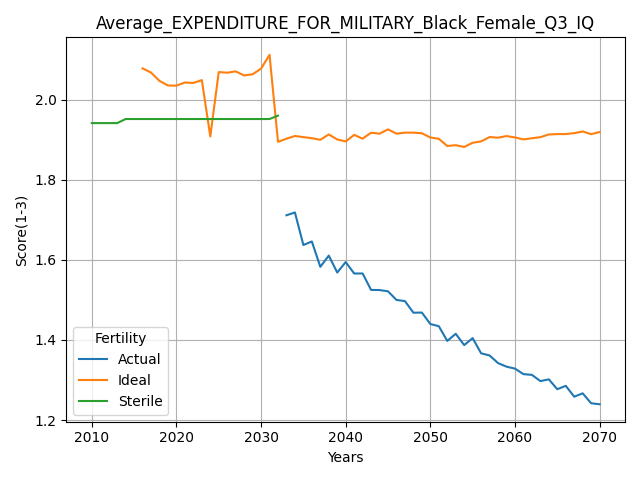 Average_EXPENDITURE_FOR_MILITARY_Black_Female_Q3_IQ
Score(1-3)
2.0
1.8
1.6
1.4
1.2
Fertility
Actual
Ideal
Sterile
2010 2020 2030 2040 2050 2060 2070
Years